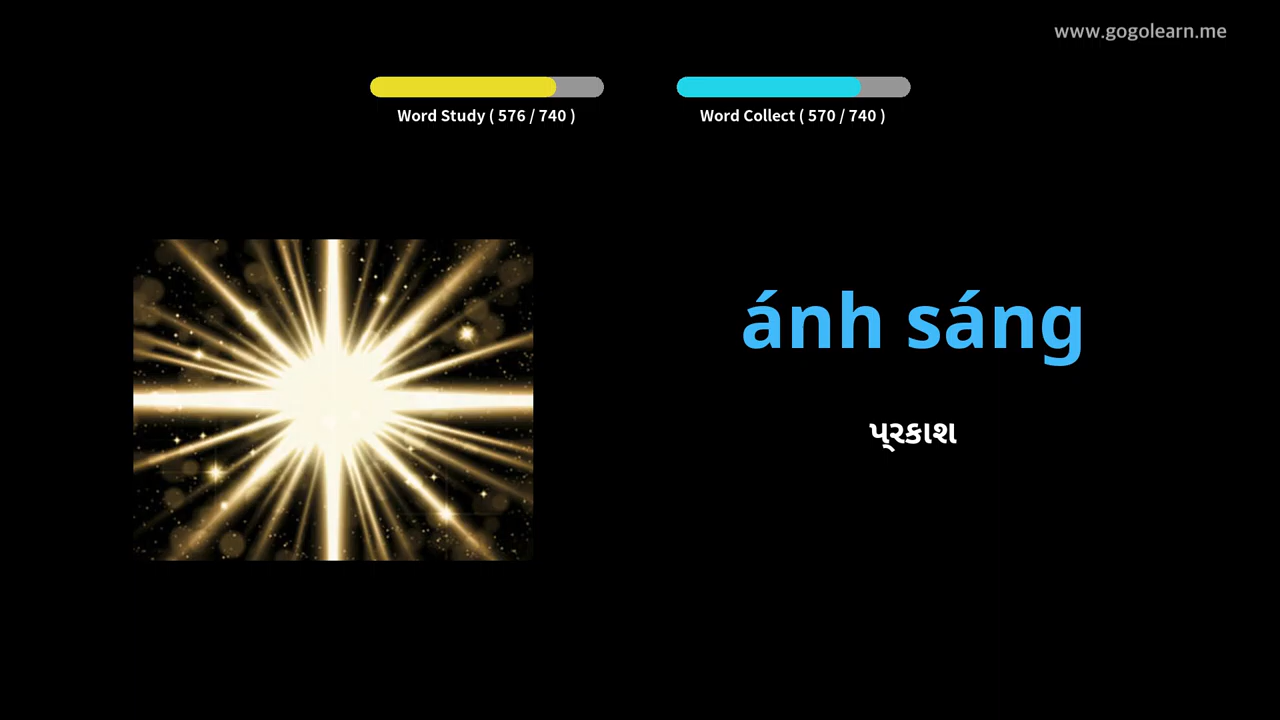 www.gogolearn.me
Word Study ( 576 / 740 )
Word Collect ( 570 / 740 )
ánh sáng
પ્રકાશ